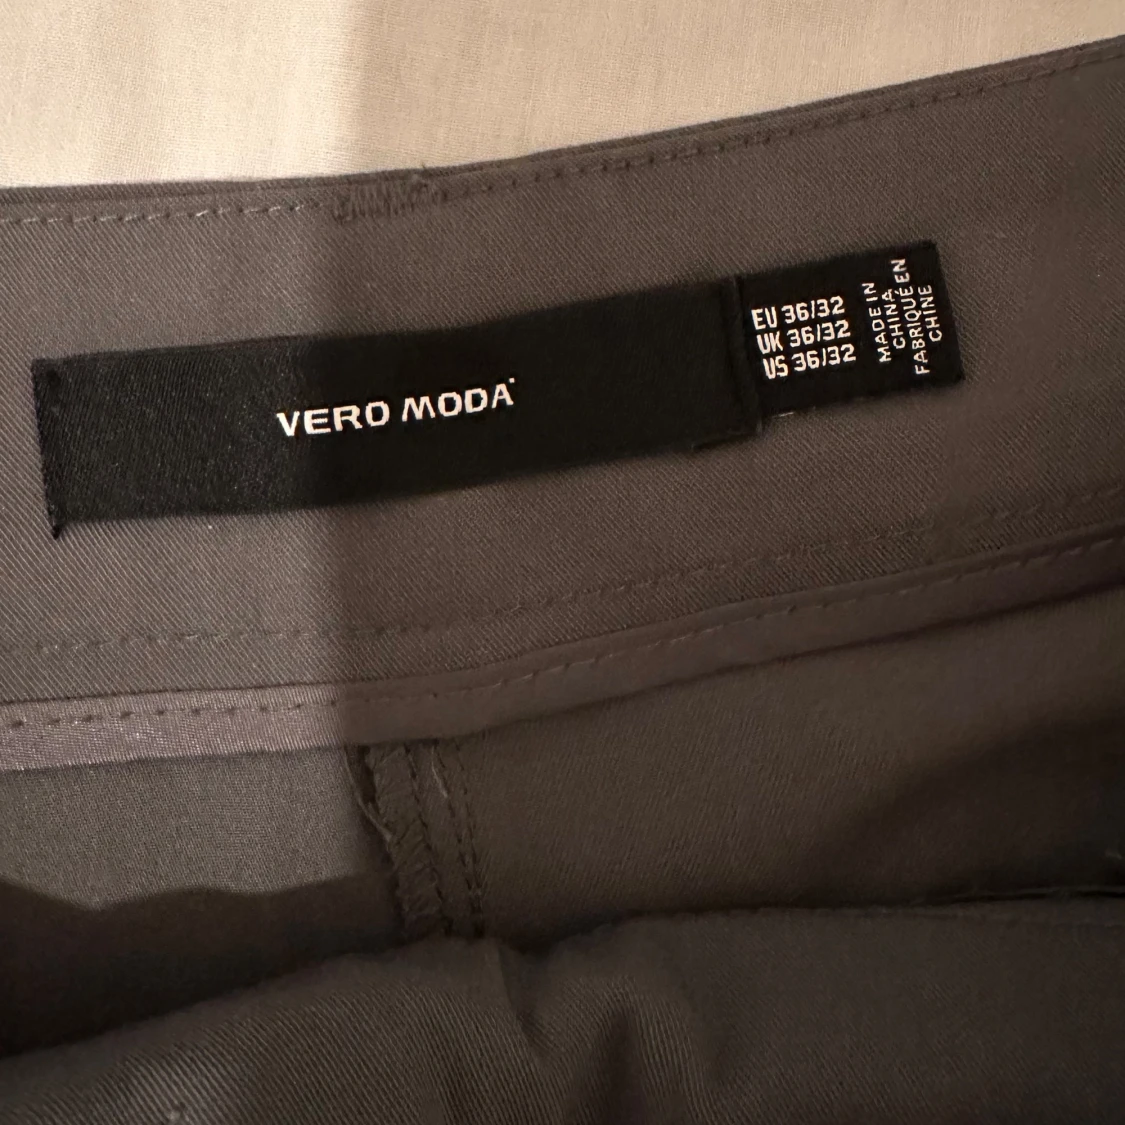 VERO MODA
EU 36/32
UK 36/32
US 36/32
MADE IN
CHINA
FABRIQUÉ EN
CHINE